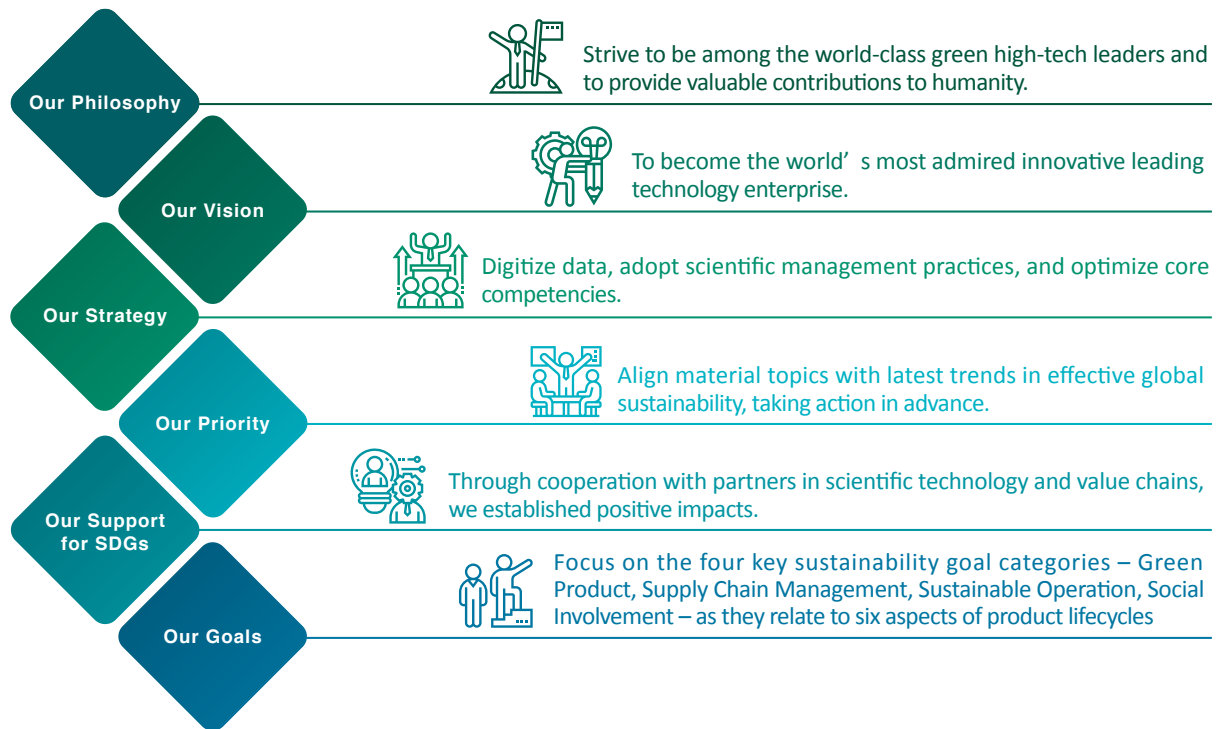 Our Philosophy
Strive to be among the world-class green high-tech leaders and
to provide valuable contributions to humanity.
Our Vision
To become the world’ s most admired innovative leading
technology enterprise.
Our Strategy
Digitize data, adopt scientific management practices, and optimize core
competencies.
Our Priority
Align material topics with latest trends in effective global
sustainability, taking action in advance.
Our Support
for SDGs
Through cooperation with partners in scientific technology and value chains,
we established positive impacts.
Our Goals
Focus on the four key sustainability goal categories – Green
Product, Supply Chain Management, Sustainable Operation, Social
Involvement – as they relate to six aspects of product lifecycles